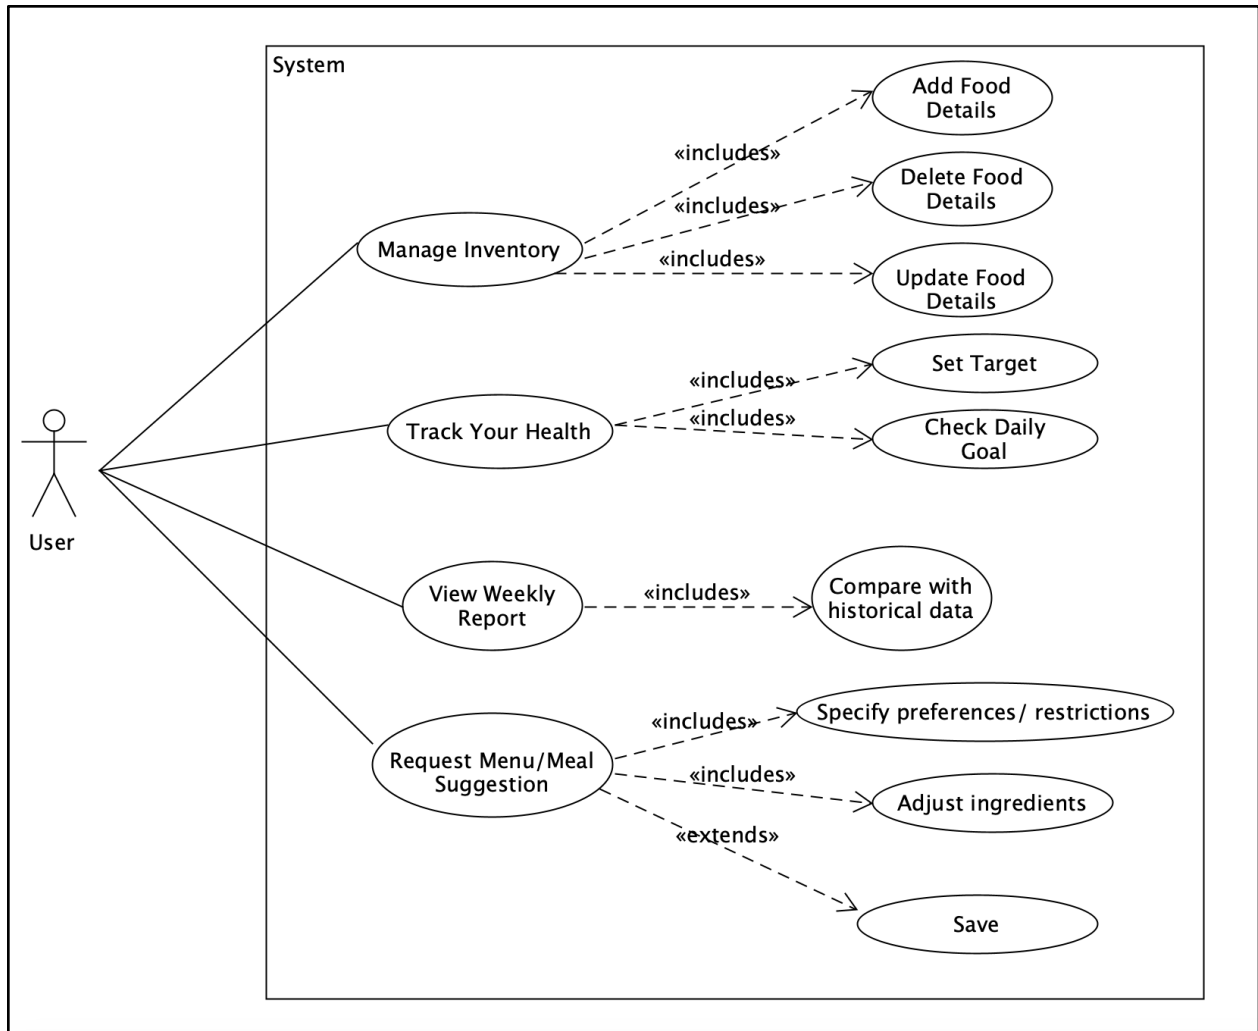 System
Add Food
Details
«includes»
Delete Food
Details
«includes»
Manage Inventory
«includes»
Update Food
Details
Set Target
«includes»
Track Your Health
«includes»
Check Daily
Goal
User
View Weekly
Report
«includes»
Compare with
historical data
Specify preferences/ restrictions
«includes»
Request Menu/Meal
Suggestion
«includes»
Adjust ingredients
«extends»
Save